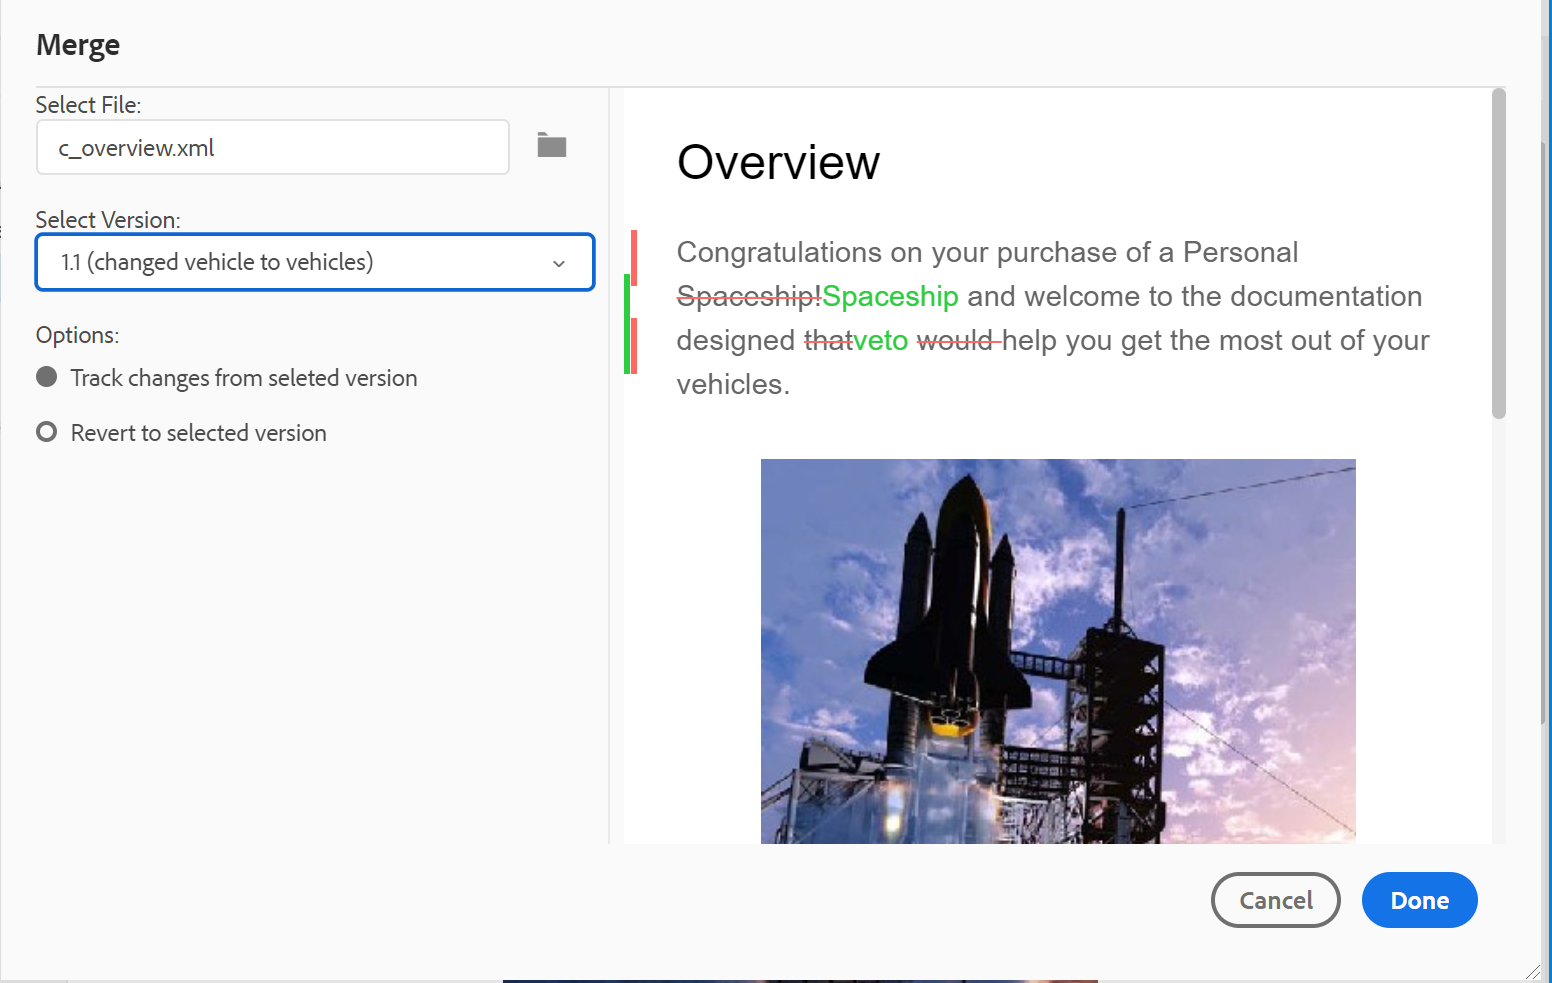 Merge
Select File:
c_overview.xml
Select Version:
1.1 (changed vehicle to vehicles)
Options:
Track changes from seleted version
Revert to selected version
Overview
Congratulations on your purchase of a Personal
Spaceship!Spaceship and welcome to the documentation
designed thatveto would help you get the most out of your
vehicles.
Cancel
Done